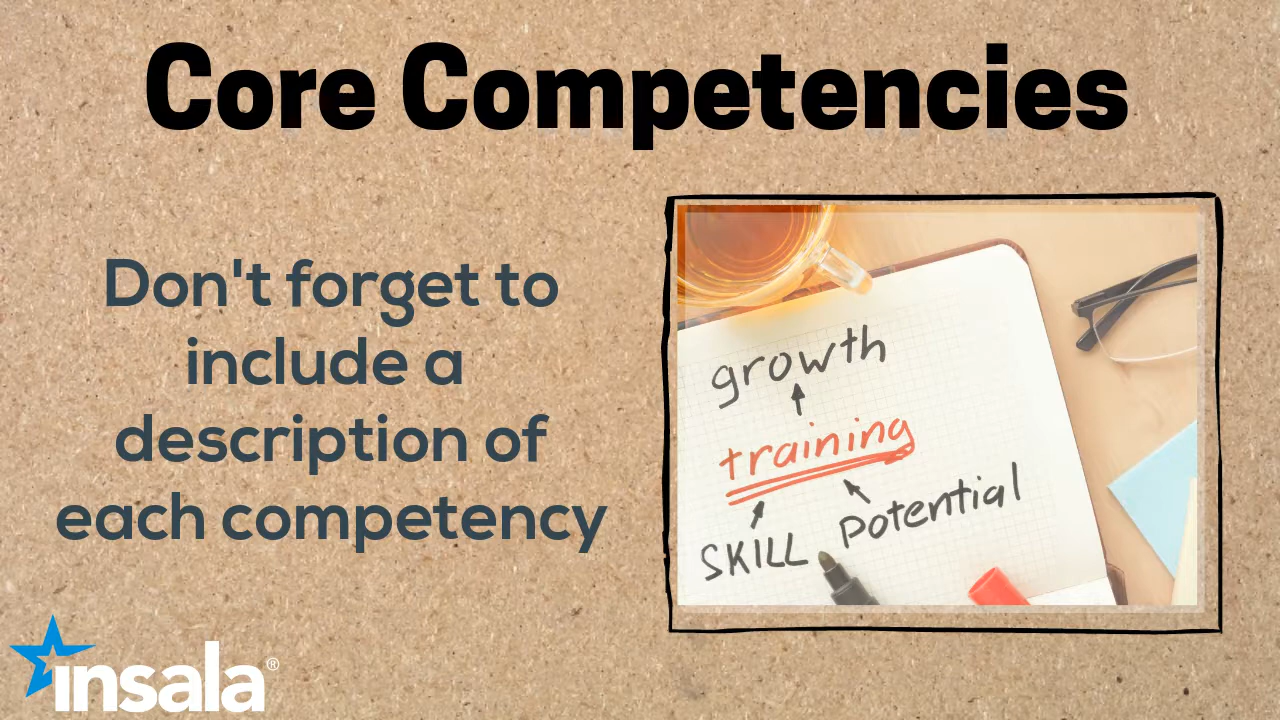 Core Competencies
Don't forget to
include a
description of
each competency
growth
training
SKILL
potential
insala®